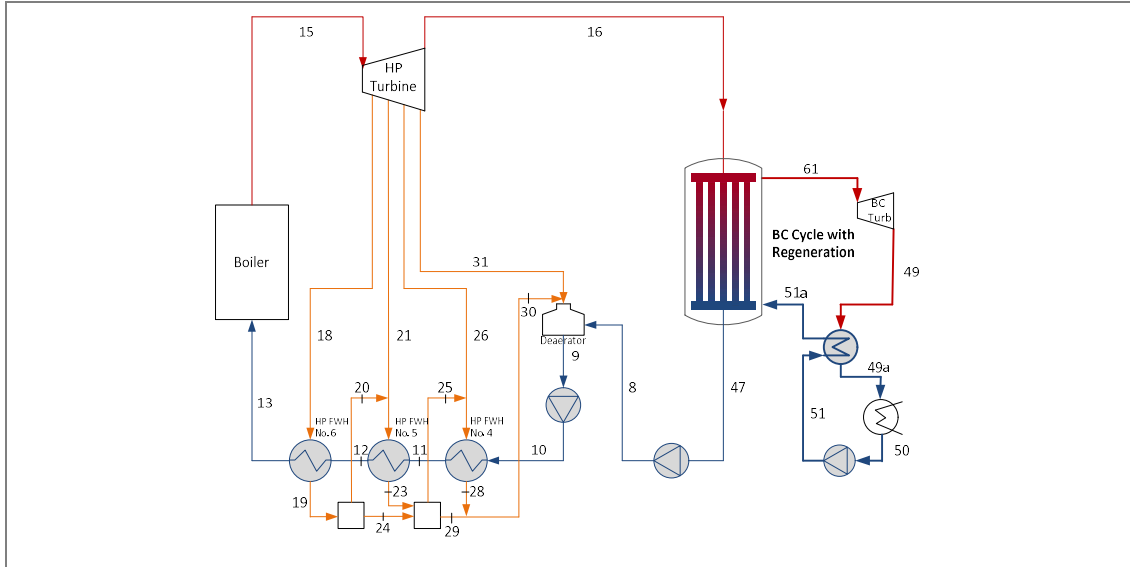 15
16
HP
Turbine
61
BC
Turb
BC Cycle with
Regeneration
Boiler
31
49
51a
30
Deaerator
18
21
26
9
8
47
49a
20
25
13
51
HP FWH
No.6
HP FWH
No.5
HP FWH
No.4
12
11
10
50
19
23
28
24
29